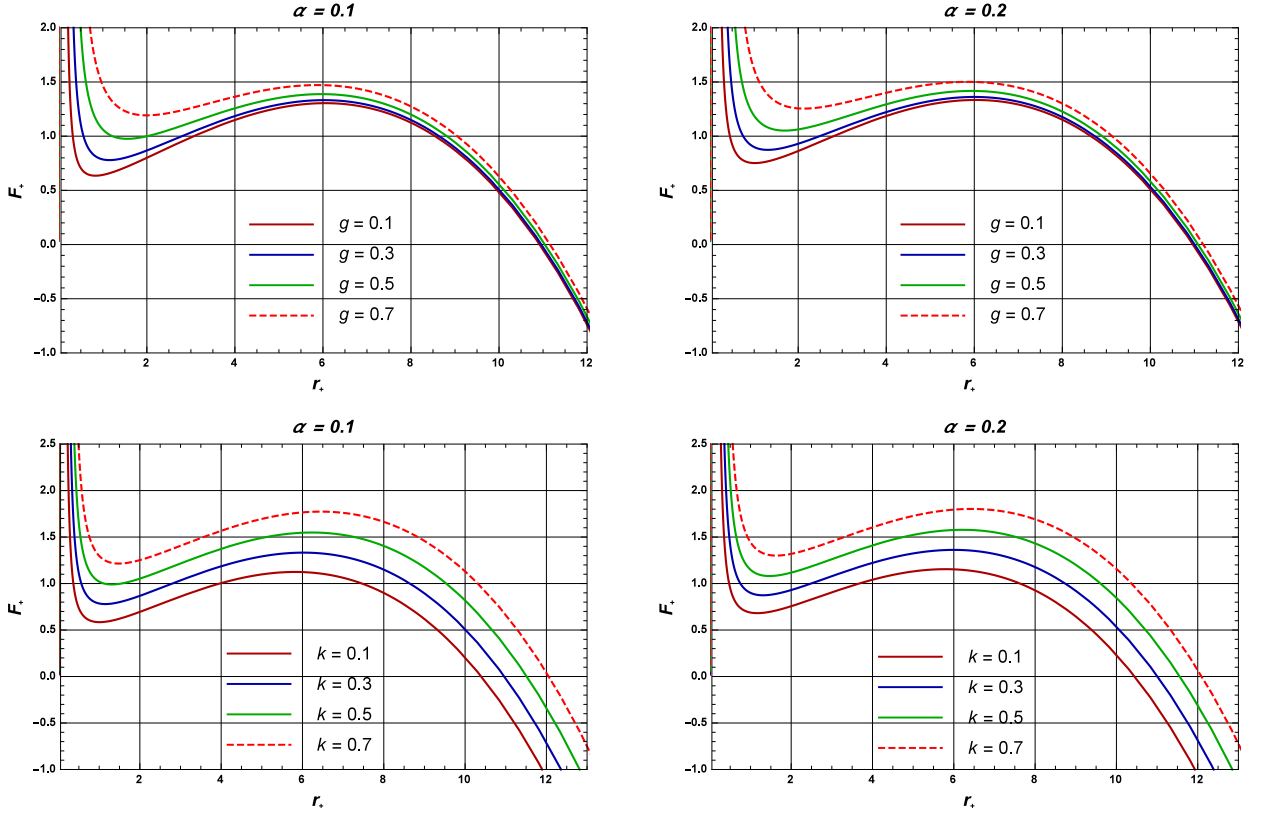 α = 0.1
2.0
1.5
1.0
0.5
0.0
−0.5
−1.0
F₊
g = 0.1
g = 0.3
g = 0.5
g = 0.7
2 4 6 8 10 12
r₊
α = 0.2
2.0
1.5
1.0
0.5
0.0
−0.5
−1.0
F₊
g = 0.1
g = 0.3
g = 0.5
g = 0.7
2 4 6 8 10 12
r₊
α = 0.1
2.5
2.0
1.5
1.0
0.5
0.0
−0.5
−1.0
F₊
k = 0.1
k = 0.3
k = 0.5
k = 0.7
2 4 6 8 10 12
r₊
α = 0.2
2.5
2.0
1.5
1.0
0.5
0.0
−0.5
−1.0
F₊
k = 0.1
k = 0.3
k = 0.5
k = 0.7
2 4 6 8 10 12
r₊